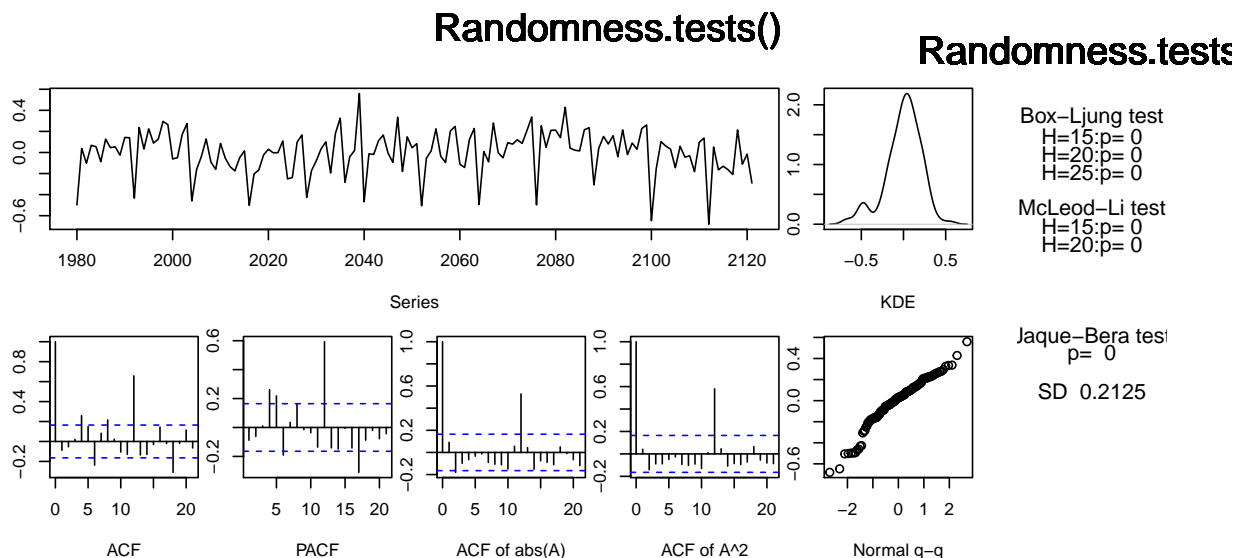 Randomness.tests()
Randomness.tests
0.4
0.0
−0.6
1980 2000 2020 2040 2060 2080 2100 2120
Series
2.0
1.0
0.0
−0.5 0.5
KDE
Box−Ljung test
H=15:p= 0
H=20:p= 0
H=25:p= 0
McLeod−Li test
H=15:p= 0
H=20:p= 0
0.8
0.4
−0.2
0 5 10 20
ACF
0.6
0.2
−0.2
5 10 15 20
PACF
1.0
0.6
0.2
−0.2
0 5 10 20
ACF of abs(A)
1.0
0.6
0.2
−0.2
0 5 10 20
ACF of A^2
0.4
0.0
−0.6
−2 0 1 2
Normal q−q
Jaque−Bera test
p= 0
SD 0.2125